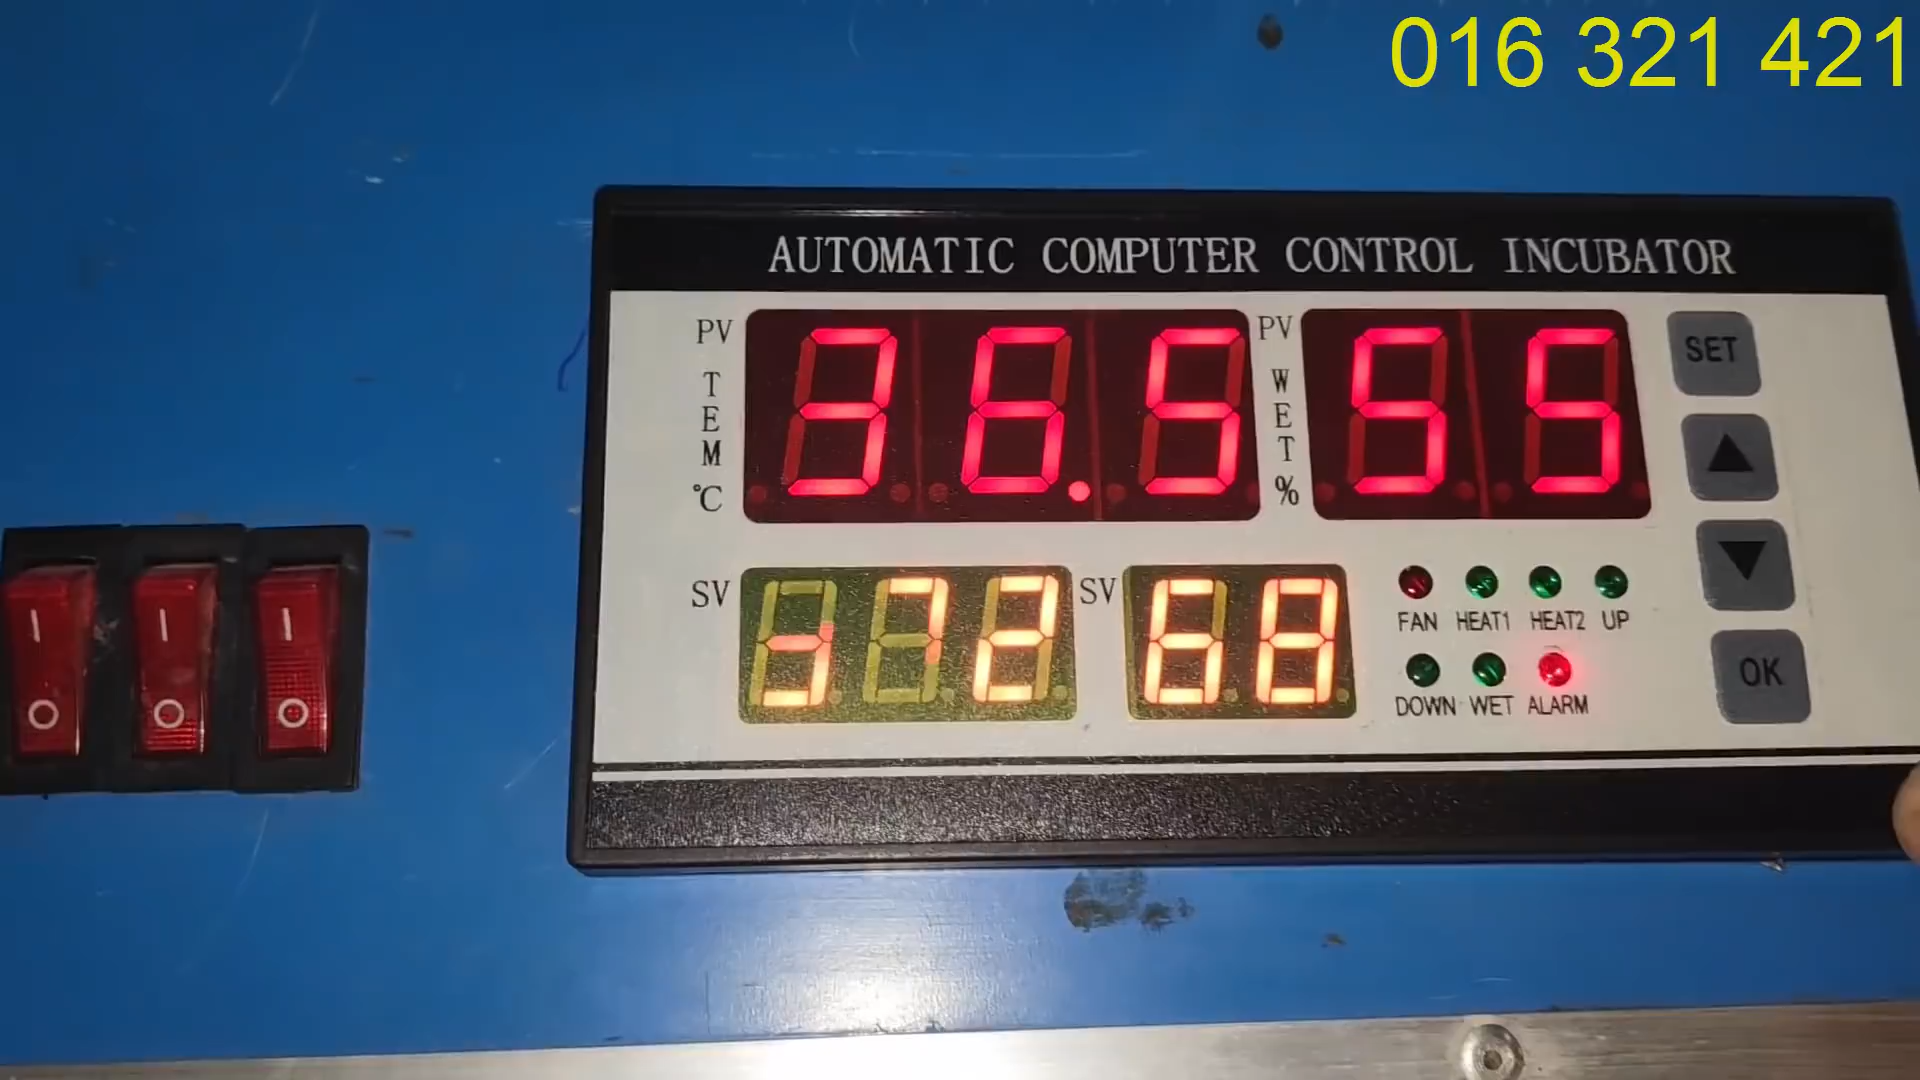 016 321 421
AUTOMATIC COMPUTER CONTROL INCUBATOR
PV TEM °C 36.5 PV WET % 55 SET
SV SV 68
FAN HEAT1 HEAT2 UP
DOWN WET ALARM OK